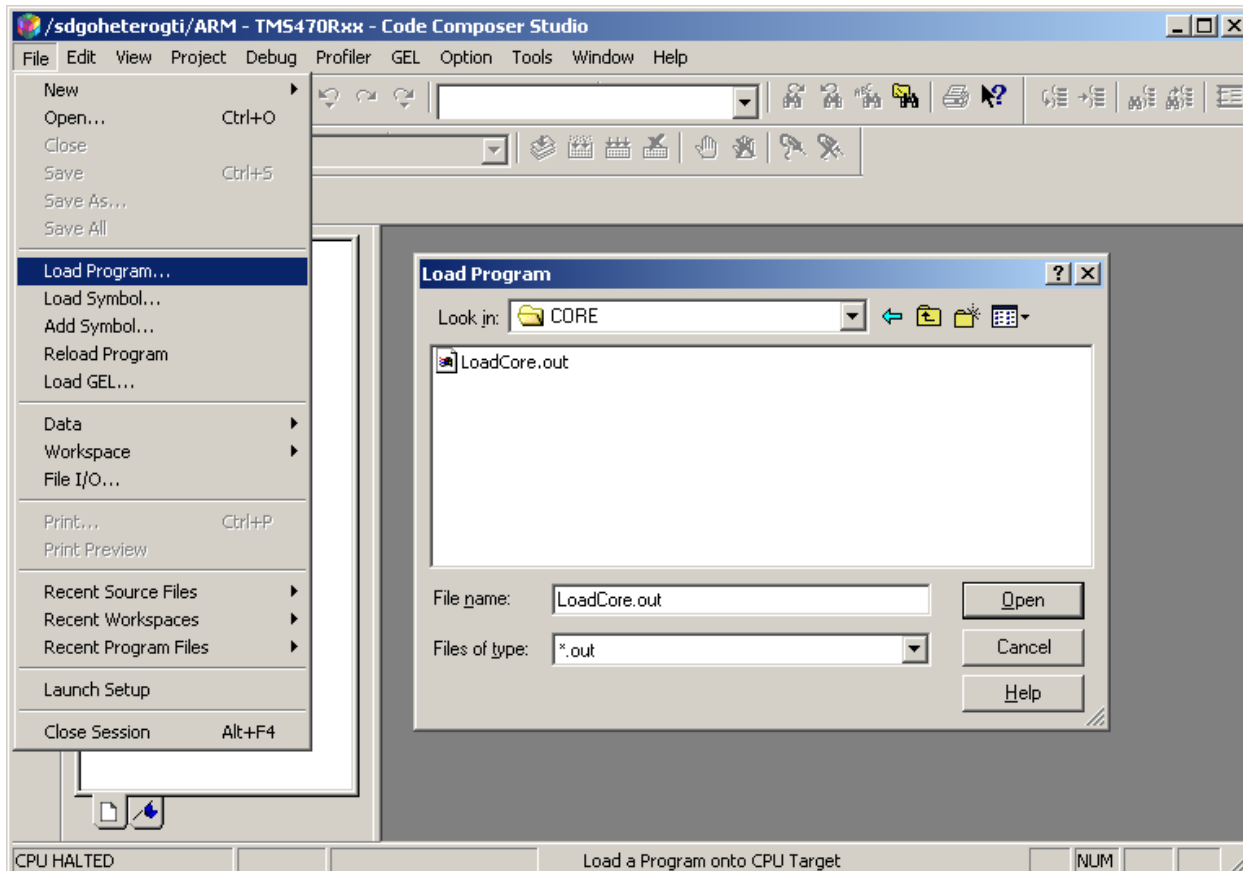 /sdgoheterogti/ARM - TMS470Rxx - Code Composer Studio
File Edit View Project Debug Profiler GEL Option Tools Window Help
New
Open... Ctrl+O
Close
Save Ctrl+S
Save As...
Save All
Load Program...
Load Symbol...
Add Symbol...
Reload Program
Load GEL...
Data
Workspace
File I/O...
Print... Ctrl+P
Print Preview
Recent Source Files
Recent Workspaces
Recent Program Files
Launch Setup
Close Session Alt+F4
Load Program
Look in: CORE
LoadCore.out
File name: LoadCore.out
Open
Files of type: *.out
Cancel
Help
CPU HALTED Load a Program onto CPU Target NUM